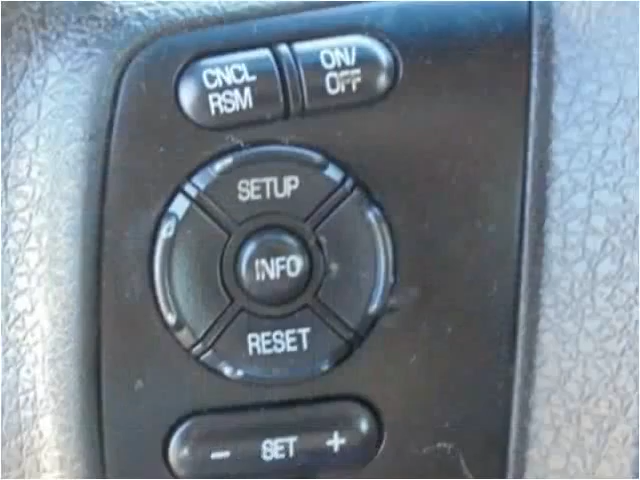 CNCL
RSM
ON/
OFF
SETUP
INFO
RESET
- SET +